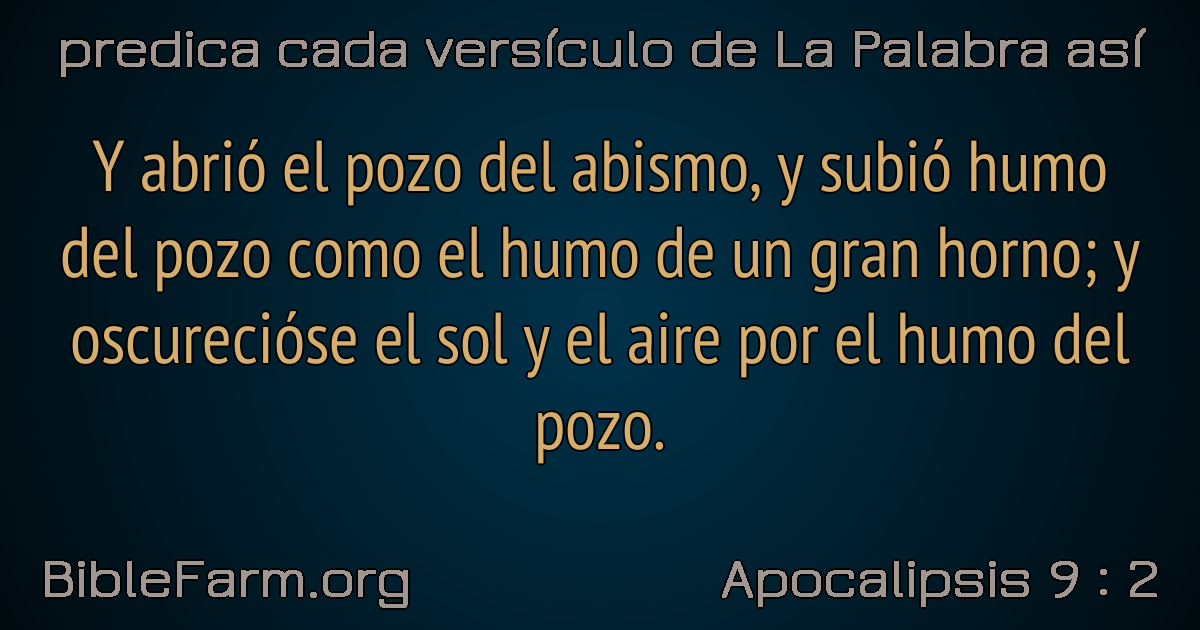 predica cada versículo de La Palabra así
Y abrió el pozo del abismo, y subió humo
del pozo como el humo de un gran horno; y
oscurecióse el sol y el aire por el humo del
pozo.
BibleFarm.org
Apocalipsis 9 : 2